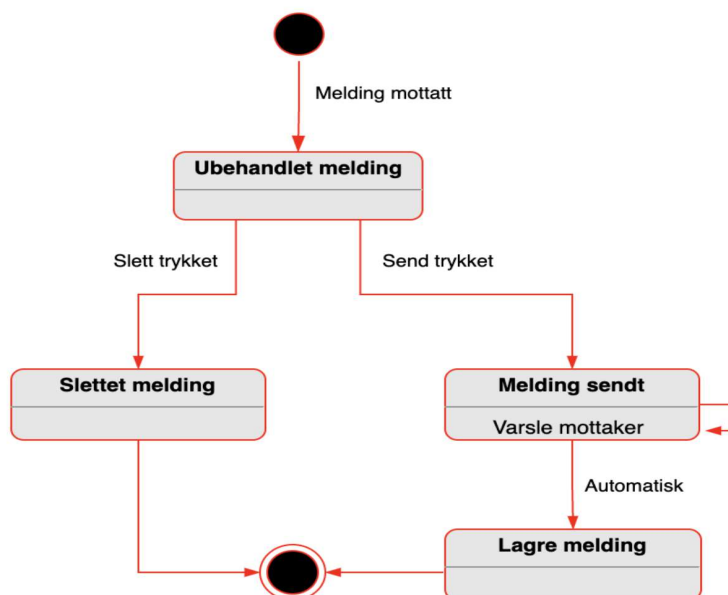 Melding mottatt
Ubehandlet melding
Slett trykket
Send trykket
Slettet melding
Melding sendt
Varsle mottaker
Automatisk
Lagre melding